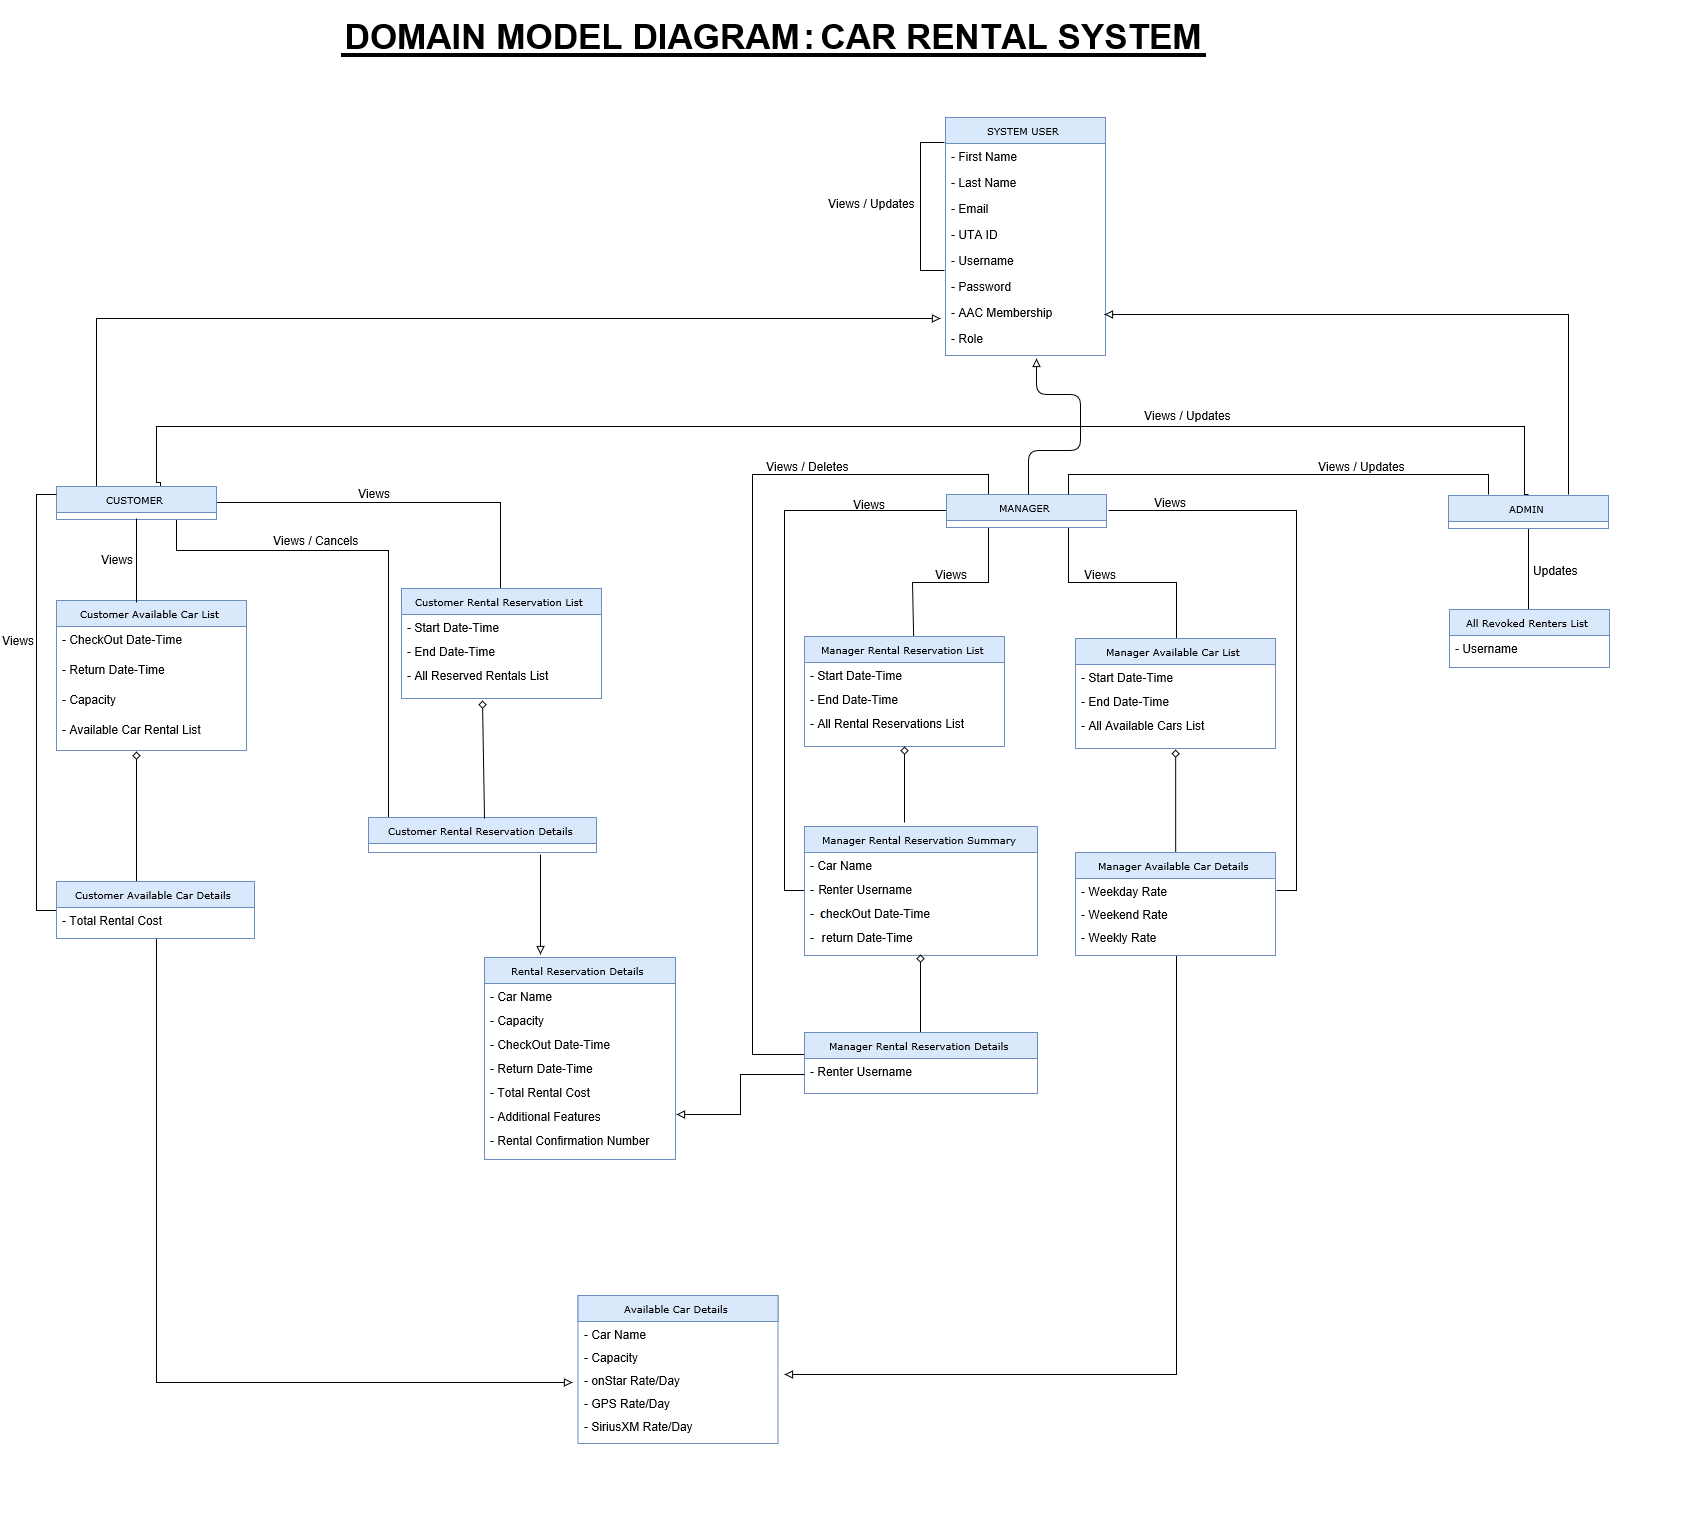 DOMAIN MODEL DIAGRAM: CAR RENTAL SYSTEM
SYSTEM USER
- First Name
- Last Name
- Email
- UTA ID
- Username
- Password
- AAC Membership
- Role
Views / Updates
Views / Updates
Views / Deletes
Views / Updates
CUSTOMER
Views
Views
MANAGER
Views
ADMIN
Views / Cancels
Views
Views
Views
Updates
Views
Customer Available Car List
- CheckOut Date-Time
- Return Date-Time
- Capacity
- Available Car Rental List
Customer Rental Reservation List
- Start Date-Time
- End Date-Time
- All Reserved Rentals List
Manager Rental Reservation List
- Start Date-Time
- End Date-Time
- All Rental Reservations List
Manager Available Car List
- Start Date-Time
- End Date-Time
- All Available Cars List
All Revoked Renters List
- Username
Customer Rental Reservation Details
Customer Available Car Details
- Total Rental Cost
Manager Rental Reservation Summary
- Car Name
- Renter Username
- checkOut Date-Time
- return Date-Time
Manager Available Car Details
- Weekday Rate
- Weekend Rate
- Weekly Rate
Rental Reservation Details
- Car Name
- Capacity
- CheckOut Date-Time
- Return Date-Time
- Total Rental Cost
- Additional Features
- Rental Confirmation Number
Manager Rental Reservation Details
- Renter Username
Available Car Details
- Car Name
- Capacity
- onStar Rate/Day
- GPS Rate/Day
- SiriusXM Rate/Day